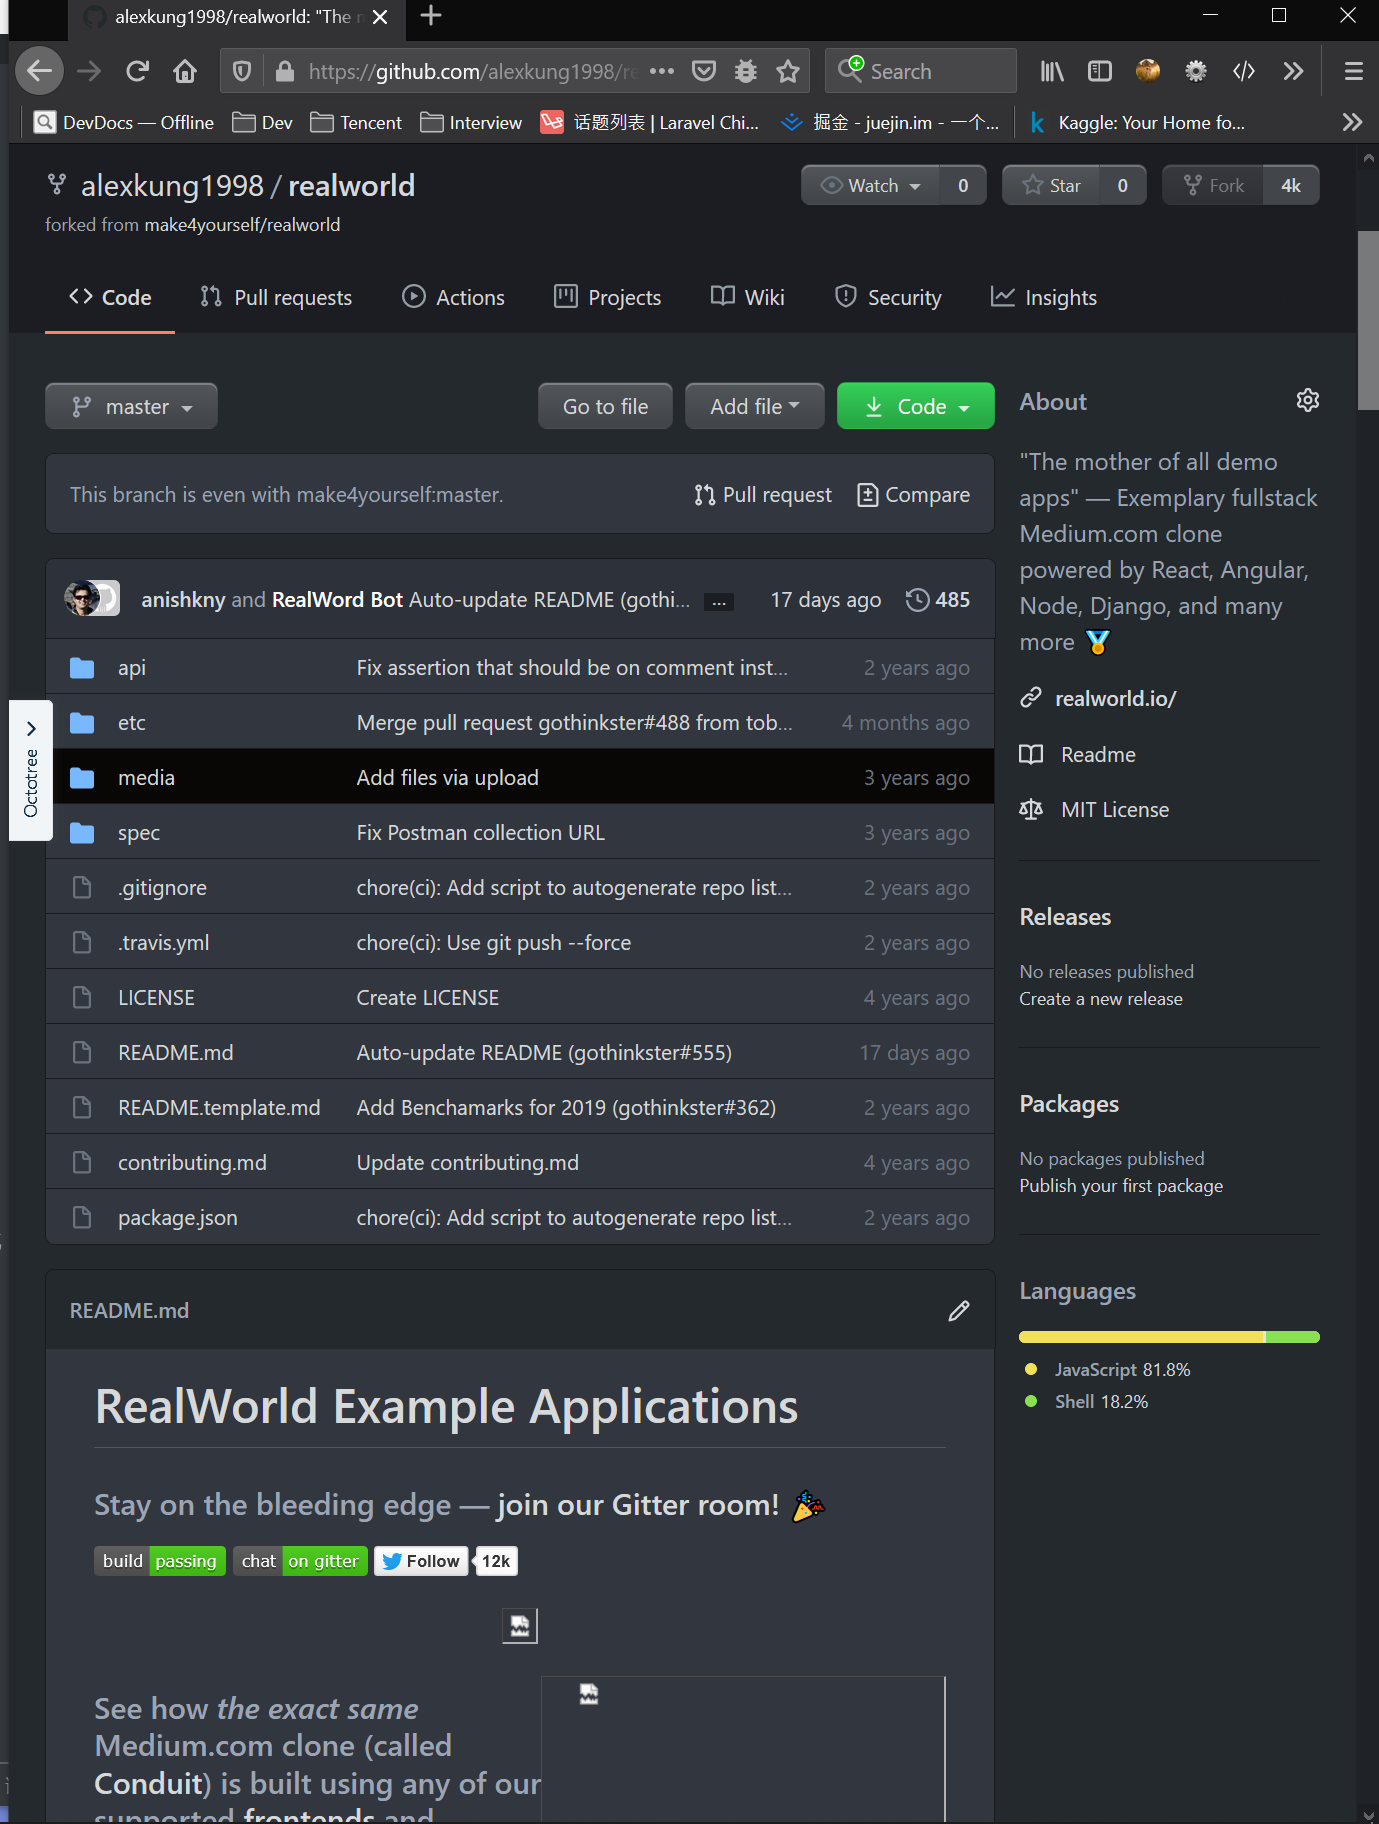 alexkung1998/realworld: "The
https://github.com/alexkung1998/re
Search
DevDocs — Offline
Dev
Tencent
Interview
话题列表 | Laravel Chi...
掘金 - juejin.im - 一个...
Kaggle: Your Home fo...
alexkung1998 / realworld
Watch 0
Star 0
Fork 4k
forked from make4yourself/realworld
Code
Pull requests
Actions
Projects
Wiki
Security
Insights
master
Go to file
Add file
Code
This branch is even with make4yourself:master.
Pull request
Compare
anishkny and RealWord Bot Auto-update README (gothi... ... 17 days ago 485
api Fix assertion that should be on comment inst... 2 years ago
etc Merge pull request gothinkster#488 from tob... 4 months ago
media Add files via upload 3 years ago
spec Fix Postman collection URL 3 years ago
.gitignore chore(ci): Add script to autogenerate repo list... 2 years ago
.travis.yml chore(ci): Use git push --force 2 years ago
LICENSE Create LICENSE 4 years ago
README.md Auto-update README (gothinkster#555) 17 days ago
README.template.md Add Benchamarks for 2019 (gothinkster#362) 2 years ago
contributing.md Update contributing.md 4 years ago
package.json chore(ci): Add script to autogenerate repo list... 2 years ago
Octotree
README.md
RealWorld Example Applications
Stay on the bleeding edge — join our Gitter room! 🎉
build passing
chat on gitter
Follow 12k
See how the exact same
Medium.com clone (called
Conduit) is built using any of our
supported frontends and
About
"The mother of all demo
apps" — Exemplary fullstack
Medium.com clone
powered by React, Angular,
Node, Django, and many
more 🏅
realworld.io/
Readme
MIT License
Releases
No releases published
Create a new release
Packages
No packages published
Publish your first package
Languages
JavaScript 81.8%
Shell 18.2%